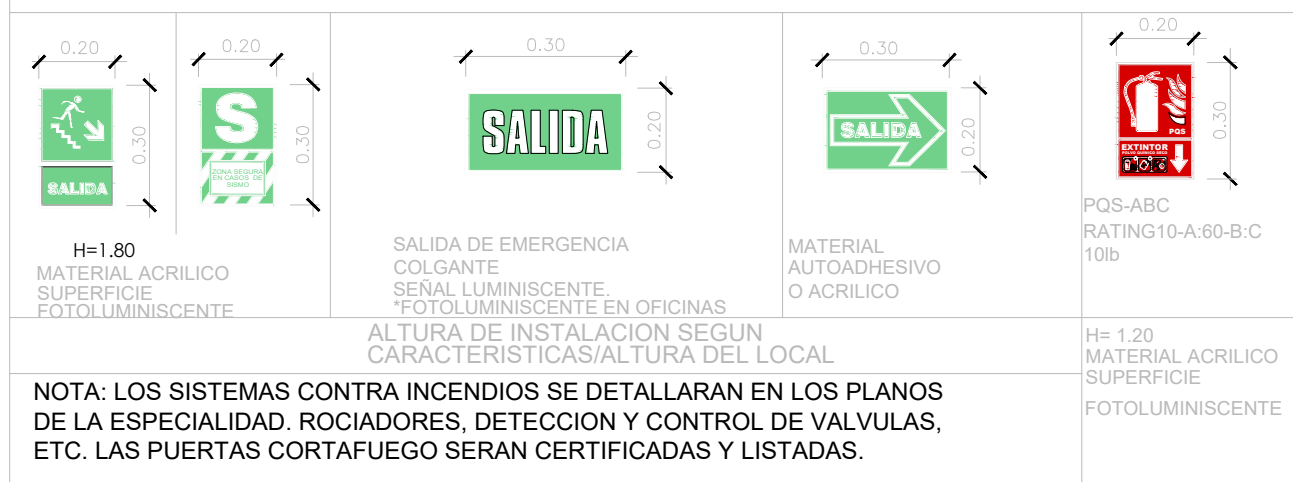 0.20
0.30
SALIDA
0.20
0.30
S
ZONA SEGURA
EN CASOS DE
SISMO
H=1.80
MATERIAL ACRILICO
SUPERFICIE
FOTOLUMINISCENTE
0.30
0.20
SALIDA
SALIDA DE EMERGENCIA
COLGANTE
SEÑAL LUMINISCENTE.
*FOTOLUMINISCENTE EN OFICINAS
0.30
0.20
SALIDA
MATERIAL
AUTOADHESIVO
O ACRILICO
0.20
0.30
PQS
EXTINTOR
POLVO QUIMICO SECO
PQS-ABC
RATING10-A:60-B:C
10lb
ALTURA DE INSTALACION SEGUN
CARACTERISTICAS/ALTURA DEL LOCAL
H= 1.20
MATERIAL ACRILICO
SUPERFICIE
FOTOLUMINISCENTE
NOTA: LOS SISTEMAS CONTRA INCENDIOS SE DETALLARAN EN LOS PLANOS
DE LA ESPECIALIDAD. ROCIADORES, DETECCION Y CONTROL DE VALVULAS,
ETC. LAS PUERTAS CORTAFUEGO SERAN CERTIFICADAS Y LISTADAS.